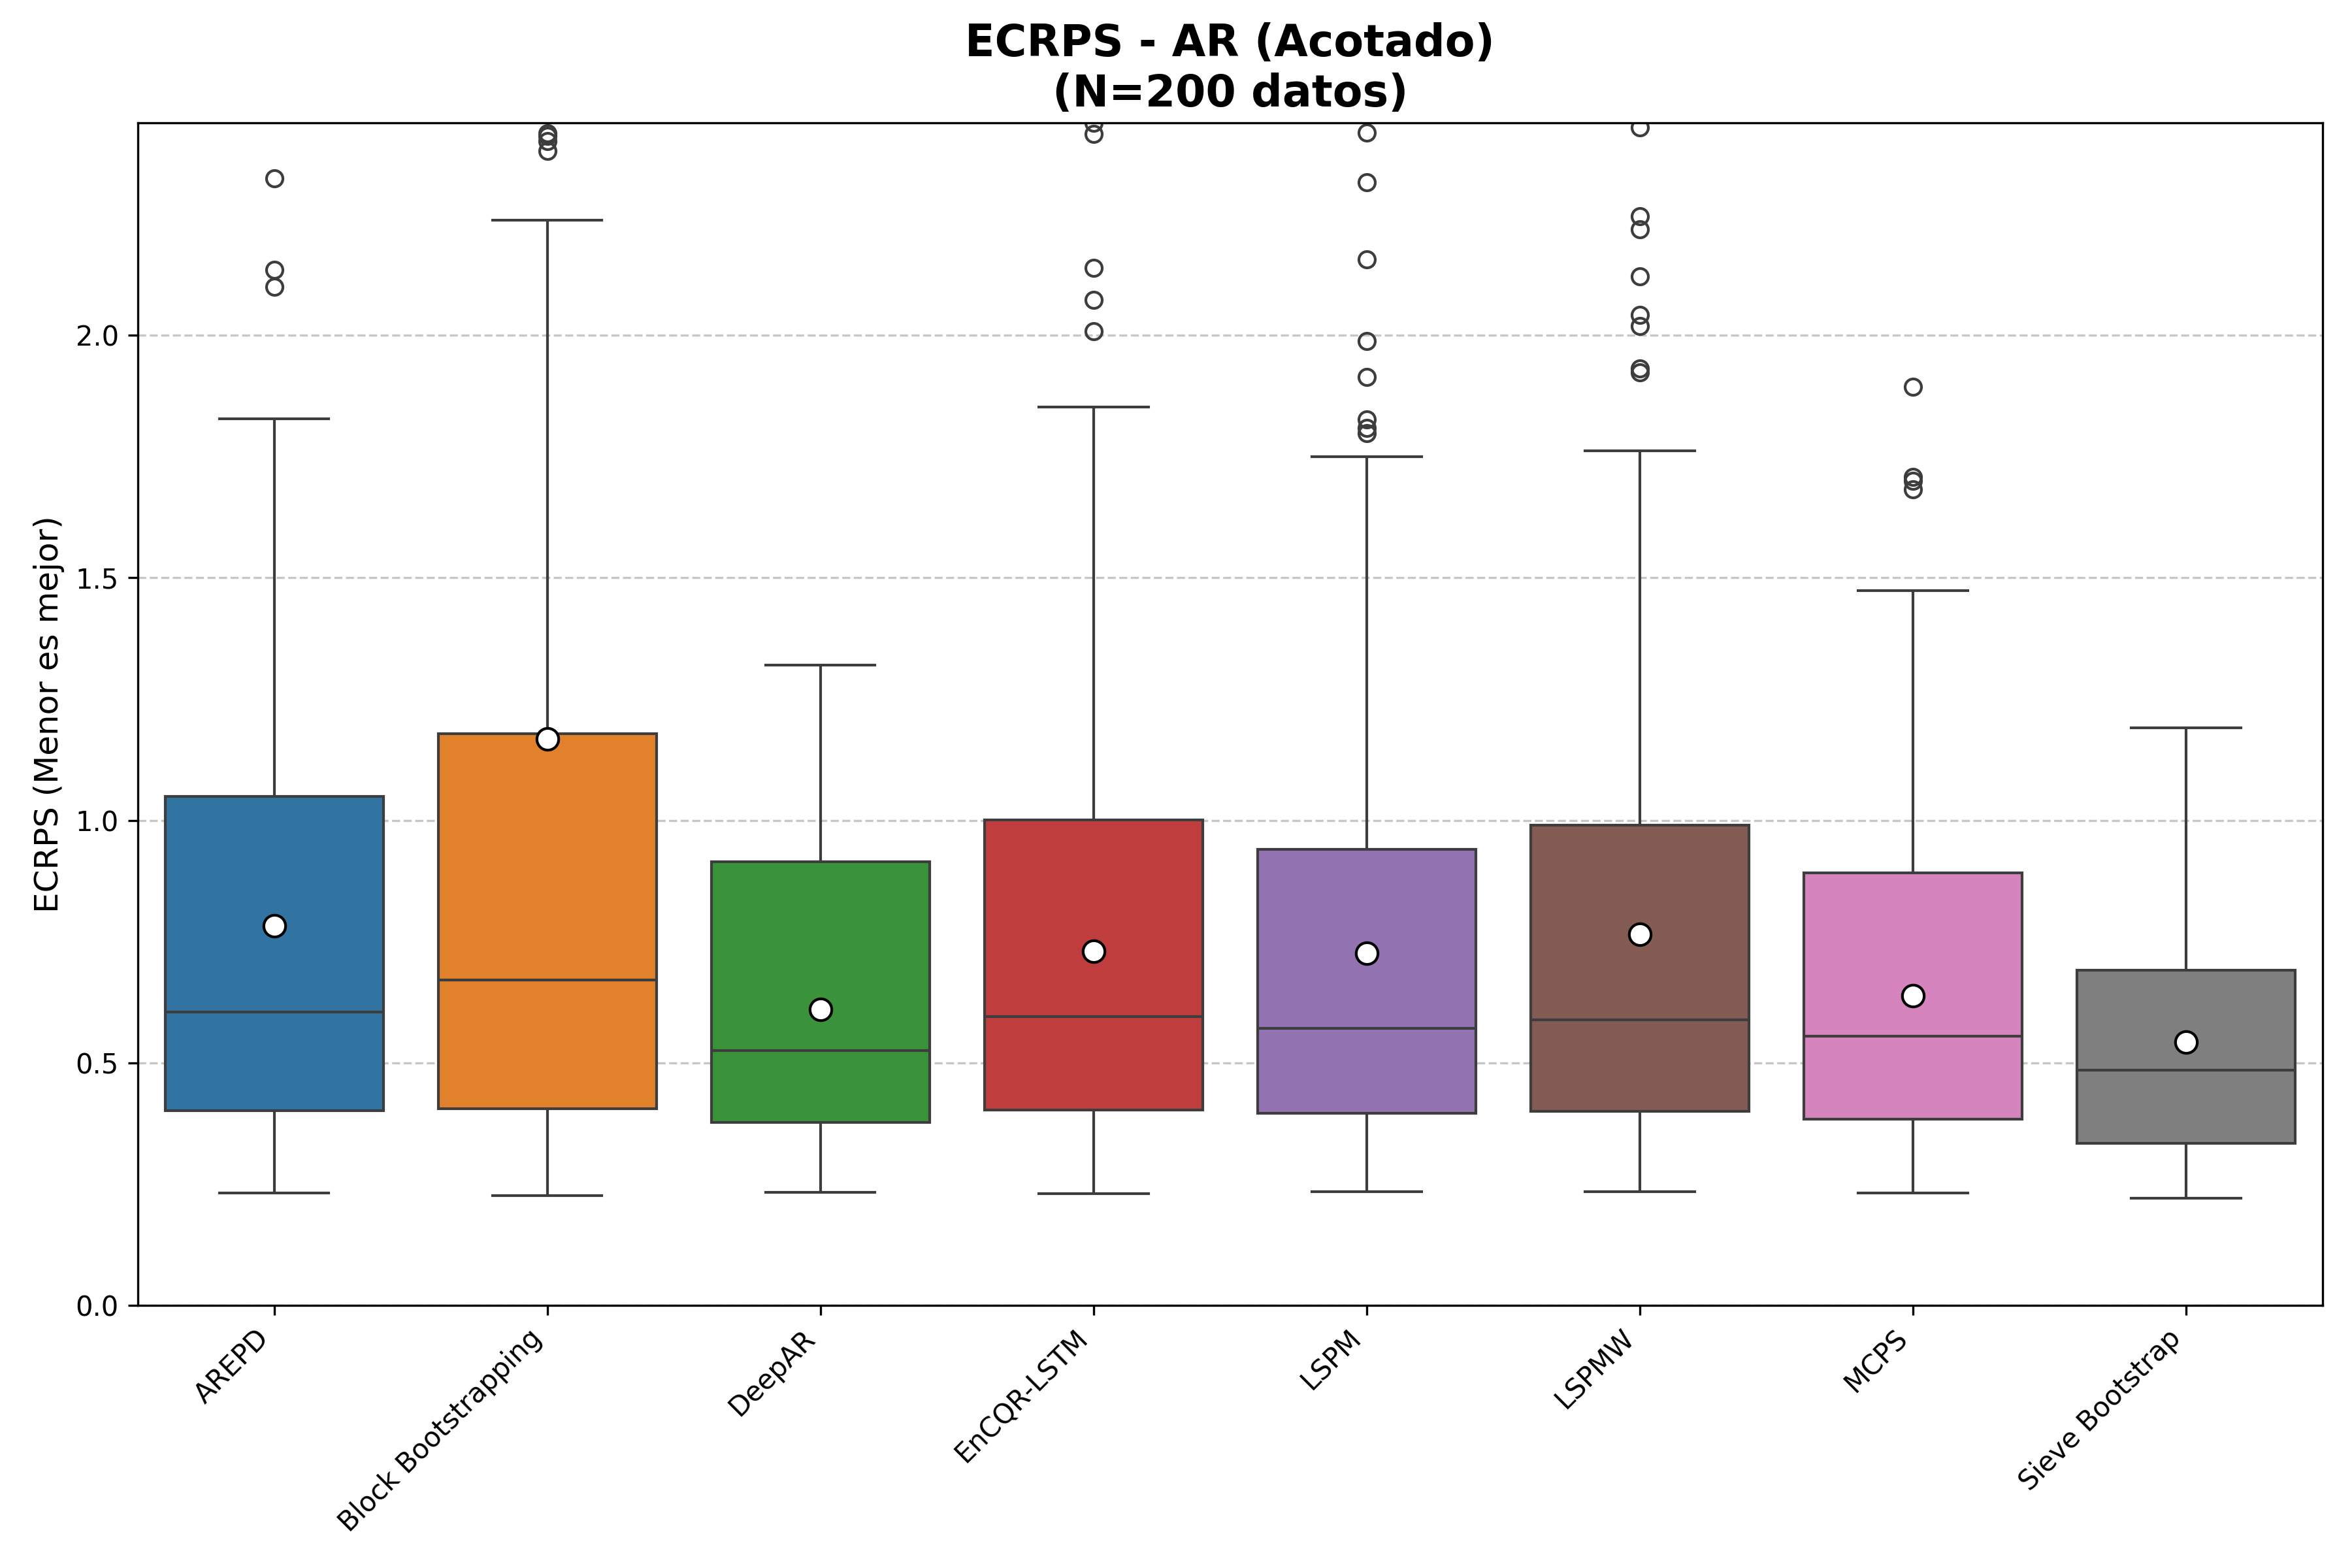 ECRPS - AR (Acotado)
(N=200 datos)
ECRPS (Menor es mejor)
2.0
1.5
1.0
0.5
0.0
AREPD
Block Bootstrapping
DeepAR
EnCQR-LSTM
LSPM
LSPMW
MCPS
Sieve Bootstrap